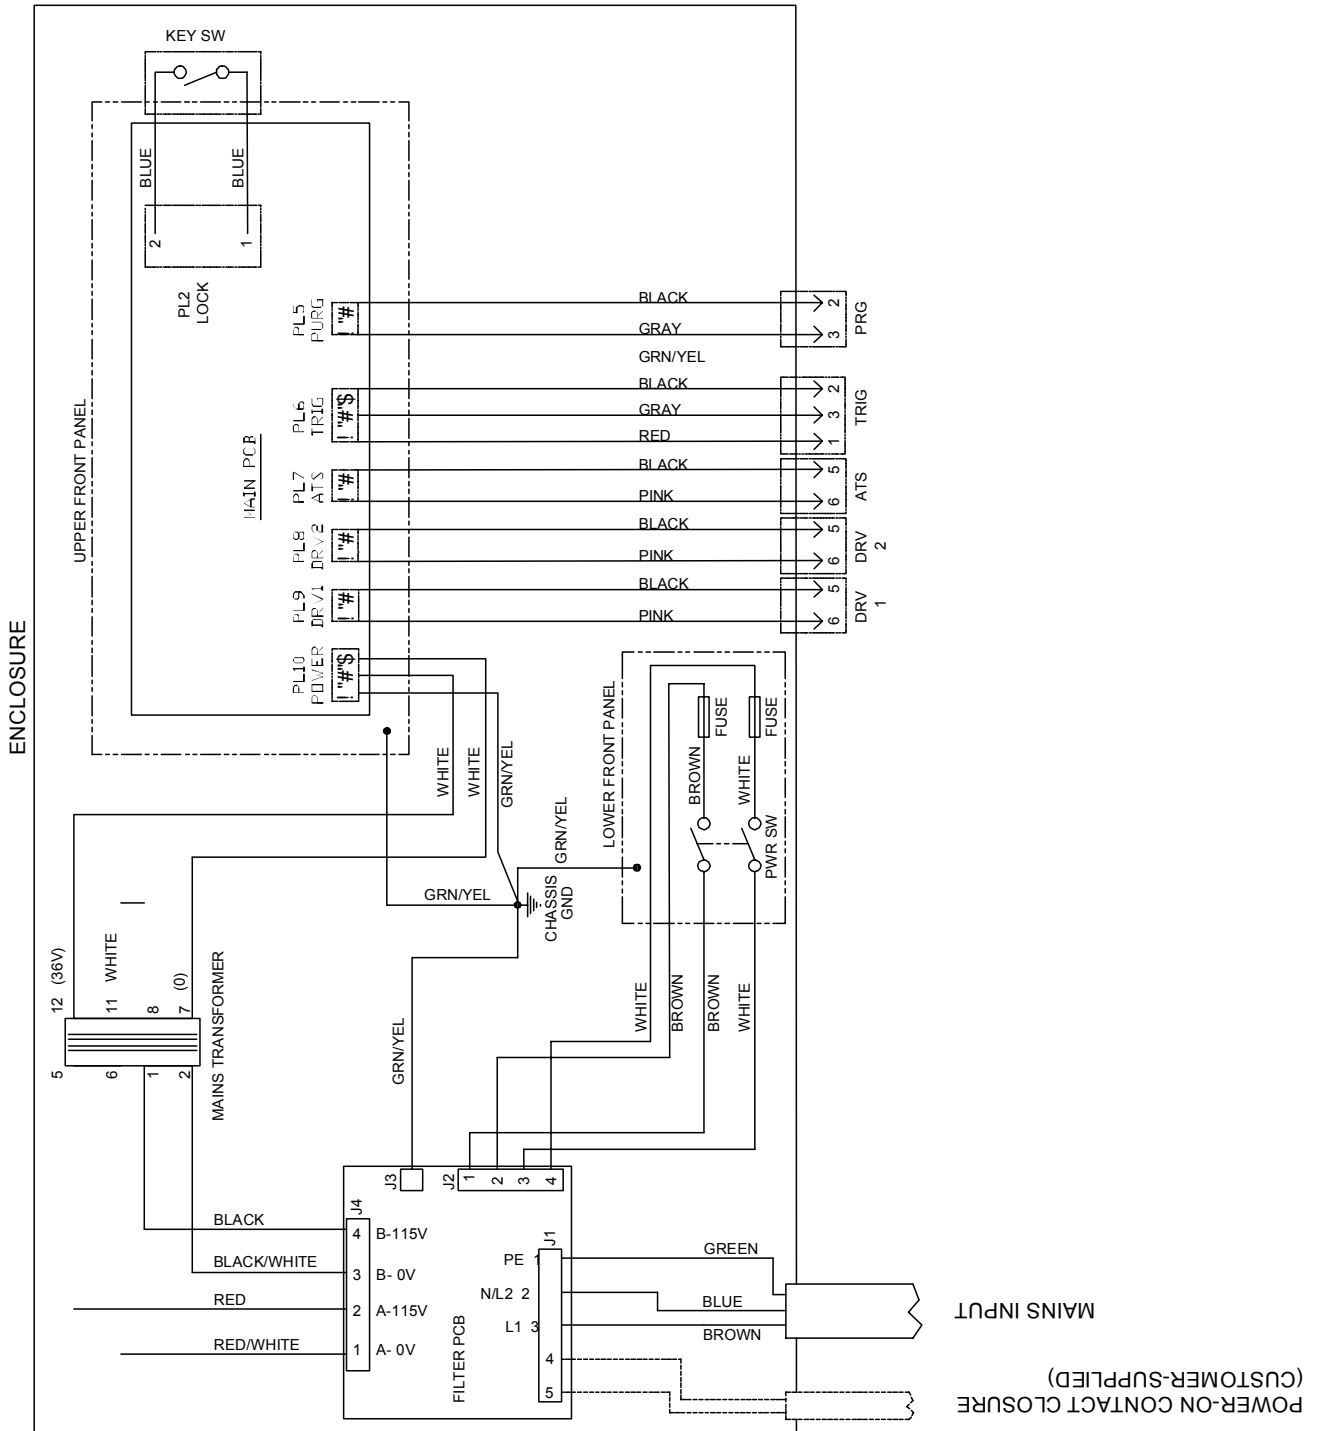 KEY SW
BLUE
BLUE
2
1
PL2
LOCK
UPPER FRONT PANEL
MAIN PCB
ENCLOSURE
PL5
PURG
BLACK
GRAY
GRN/YEL
2
3
PRG
PL6
TRIG
BLACK
GRAY
RED
2
3
1
TRIG
PL7
ATS
BLACK
PINK
5
6
ATS
PL8
DRV2
BLACK
PINK
5
6
DRV
2
PL9
DRV1
BLACK
PINK
5
6
DRV
1
PL10
POWER
WHITE
WHITE
GRN/YEL
GRN/YEL
GRN/YEL
CHASSIS
GND
LOWER FRONT PANEL
FUSE
FUSE
BROWN
WHITE
PWR SW
WHITE
BROWN
BROWN
WHITE
12 (36V)
11 WHITE
8
7 (0)
5
6
1
2
MAINS TRANSFORMER
GRN/YEL
J3
J2
1
2
3
4
J4
BLACK
4 B-115V
BLACK/WHITE
3 B- 0V
RED
2 A-115V
RED/WHITE
1 A- 0V
FILTER PCB
J1
PE 1
N/L2 2
L1 3
4
5
GREEN
BLUE
BROWN
MAINS INPUT
POWER-ON CONTACT CLOSURE
(CUSTOMER-SUPPLIED)